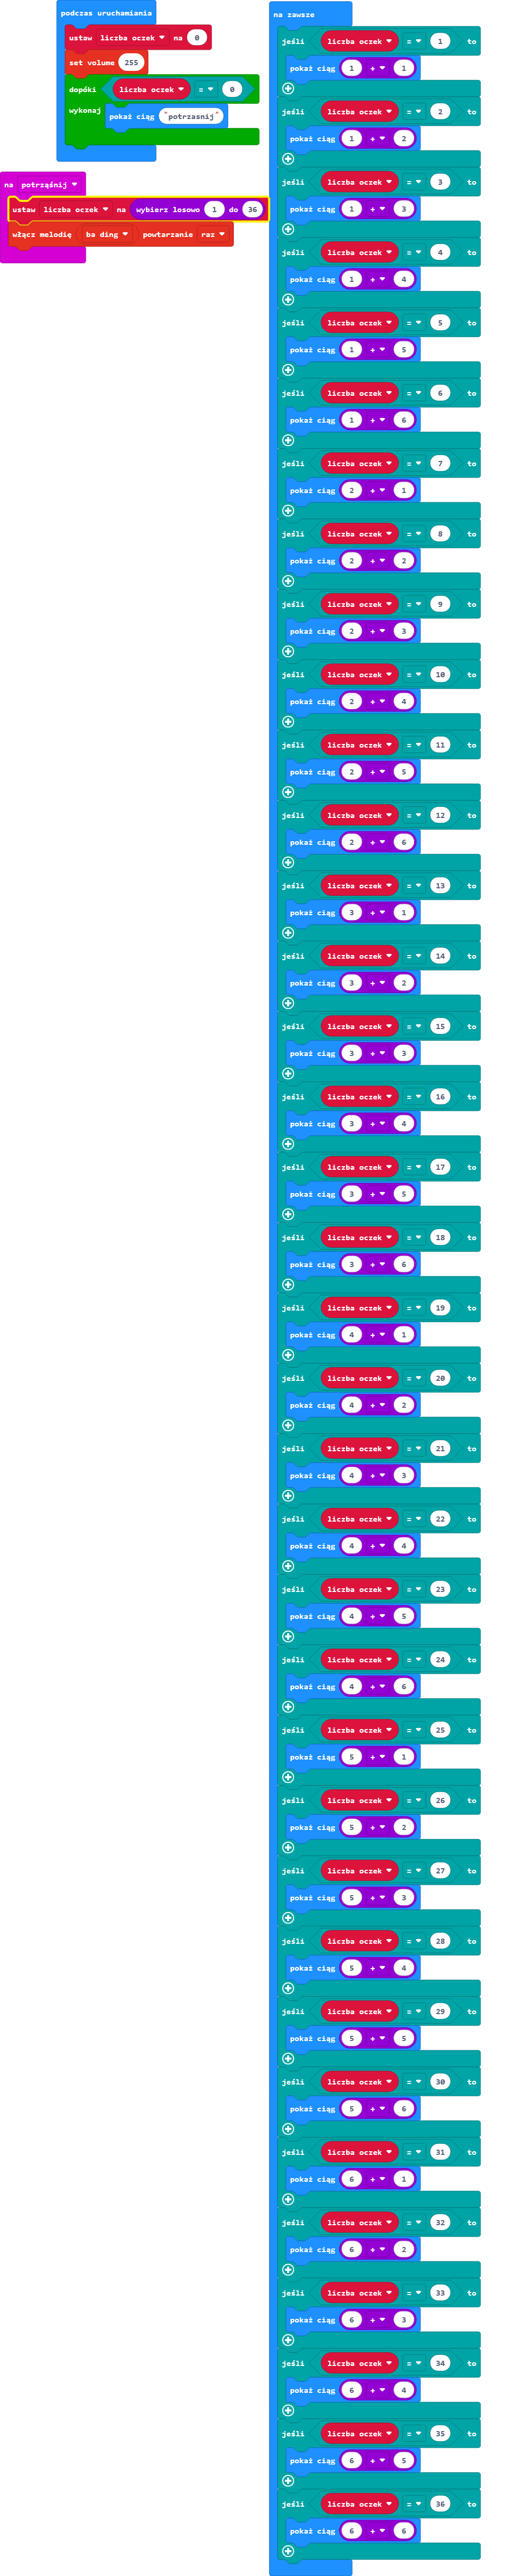 podczas uruchamiania
ustaw liczba oczek na 0
set volume 255
dopóki liczba oczek = 0
wykonaj pokaż ciąg "potrzasnij"
na potrząśnij
ustaw liczba oczek na wybierz losowo 1 do 36
włącz melodię ba ding powtarzanie raz
na zawsze
jeśli liczba oczek = 1 to
pokaż ciąg 1 + 1
jeśli liczba oczek = 2 to
pokaż ciąg 1 + 2
jeśli liczba oczek = 3 to
pokaż ciąg 1 + 3
jeśli liczba oczek = 4 to
pokaż ciąg 1 + 4
jeśli liczba oczek = 5 to
pokaż ciąg 1 + 5
jeśli liczba oczek = 6 to
pokaż ciąg 1 + 6
jeśli liczba oczek = 7 to
pokaż ciąg 2 + 1
jeśli liczba oczek = 8 to
pokaż ciąg 2 + 2
jeśli liczba oczek = 9 to
pokaż ciąg 2 + 3
jeśli liczba oczek = 10 to
pokaż ciąg 2 + 4
jeśli liczba oczek = 11 to
pokaż ciąg 2 + 5
jeśli liczba oczek = 12 to
pokaż ciąg 2 + 6
jeśli liczba oczek = 13 to
pokaż ciąg 3 + 1
jeśli liczba oczek = 14 to
pokaż ciąg 3 + 2
jeśli liczba oczek = 15 to
pokaż ciąg 3 + 3
jeśli liczba oczek = 16 to
pokaż ciąg 3 + 4
jeśli liczba oczek = 17 to
pokaż ciąg 3 + 5
jeśli liczba oczek = 18 to
pokaż ciąg 3 + 6
jeśli liczba oczek = 19 to
pokaż ciąg 4 + 1
jeśli liczba oczek = 20 to
pokaż ciąg 4 + 2
jeśli liczba oczek = 21 to
pokaż ciąg 4 + 3
jeśli liczba oczek = 22 to
pokaż ciąg 4 + 4
jeśli liczba oczek = 23 to
pokaż ciąg 4 + 5
jeśli liczba oczek = 24 to
pokaż ciąg 4 + 6
jeśli liczba oczek = 25 to
pokaż ciąg 5 + 1
jeśli liczba oczek = 26 to
pokaż ciąg 5 + 2
jeśli liczba oczek = 27 to
pokaż ciąg 5 + 3
jeśli liczba oczek = 28 to
pokaż ciąg 5 + 4
jeśli liczba oczek = 29 to
pokaż ciąg 5 + 5
jeśli liczba oczek = 30 to
pokaż ciąg 5 + 6
jeśli liczba oczek = 31 to
pokaż ciąg 6 + 1
jeśli liczba oczek = 32 to
pokaż ciąg 6 + 2
jeśli liczba oczek = 33 to
pokaż ciąg 6 + 3
jeśli liczba oczek = 34 to
pokaż ciąg 6 + 4
jeśli liczba oczek = 35 to
pokaż ciąg 6 + 5
jeśli liczba oczek = 36 to
pokaż ciąg 6 + 6